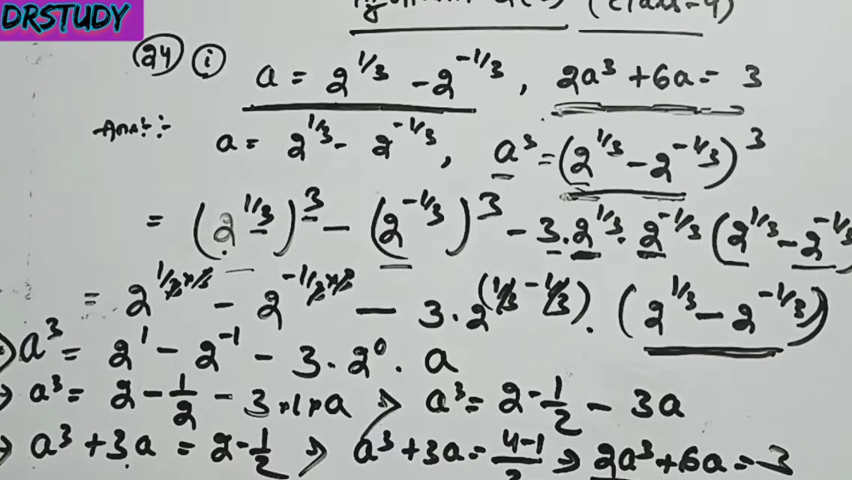 DRSTUDY
(Class-9)
24 i a = 2^{1/3} - 2^{-1/3}, 2a³ + 6a = 3
Ans:- a = 2^{1/3} - 2^{-1/3}, a³ = (2^{1/3} - 2^{-1/3})³
= (2^{1/3})³ - (2^{-1/3})³ - 3·2^{1/3}·2^{-1/3} (2^{1/3} - 2^{-1/3})
= 2^{1/3×3} - 2^{-1/3×3} - 3·2^{(1/3 - 1/3)}·(2^{1/3} - 2^{-1/3})
⇒ a³ = 2¹ - 2⁻¹ - 3·2⁰·a
⇒ a³ = 2 - 1/2 - 3×1×a ⇒ a³ = 2 - 1/2 - 3a
⇒ a³ + 3a = 2 - 1/2 ⇒ a³ + 3a = 4-1/2 ⇒ 2a³ + 6a = 3